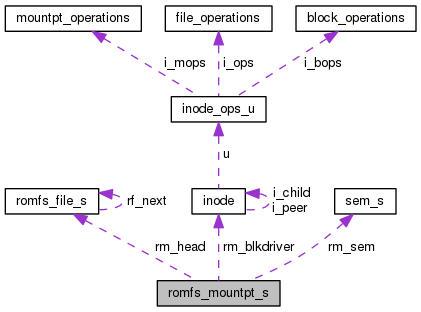 mountpt_operations
file_operations
block_operations
i_mops
i_ops
i_bops
inode_ops_u
u
romfs_file_s
rf_next
inode
i_child
i_peer
sem_s
rm_head
rm_blkdriver
rm_sem
romfs_mountpt_s